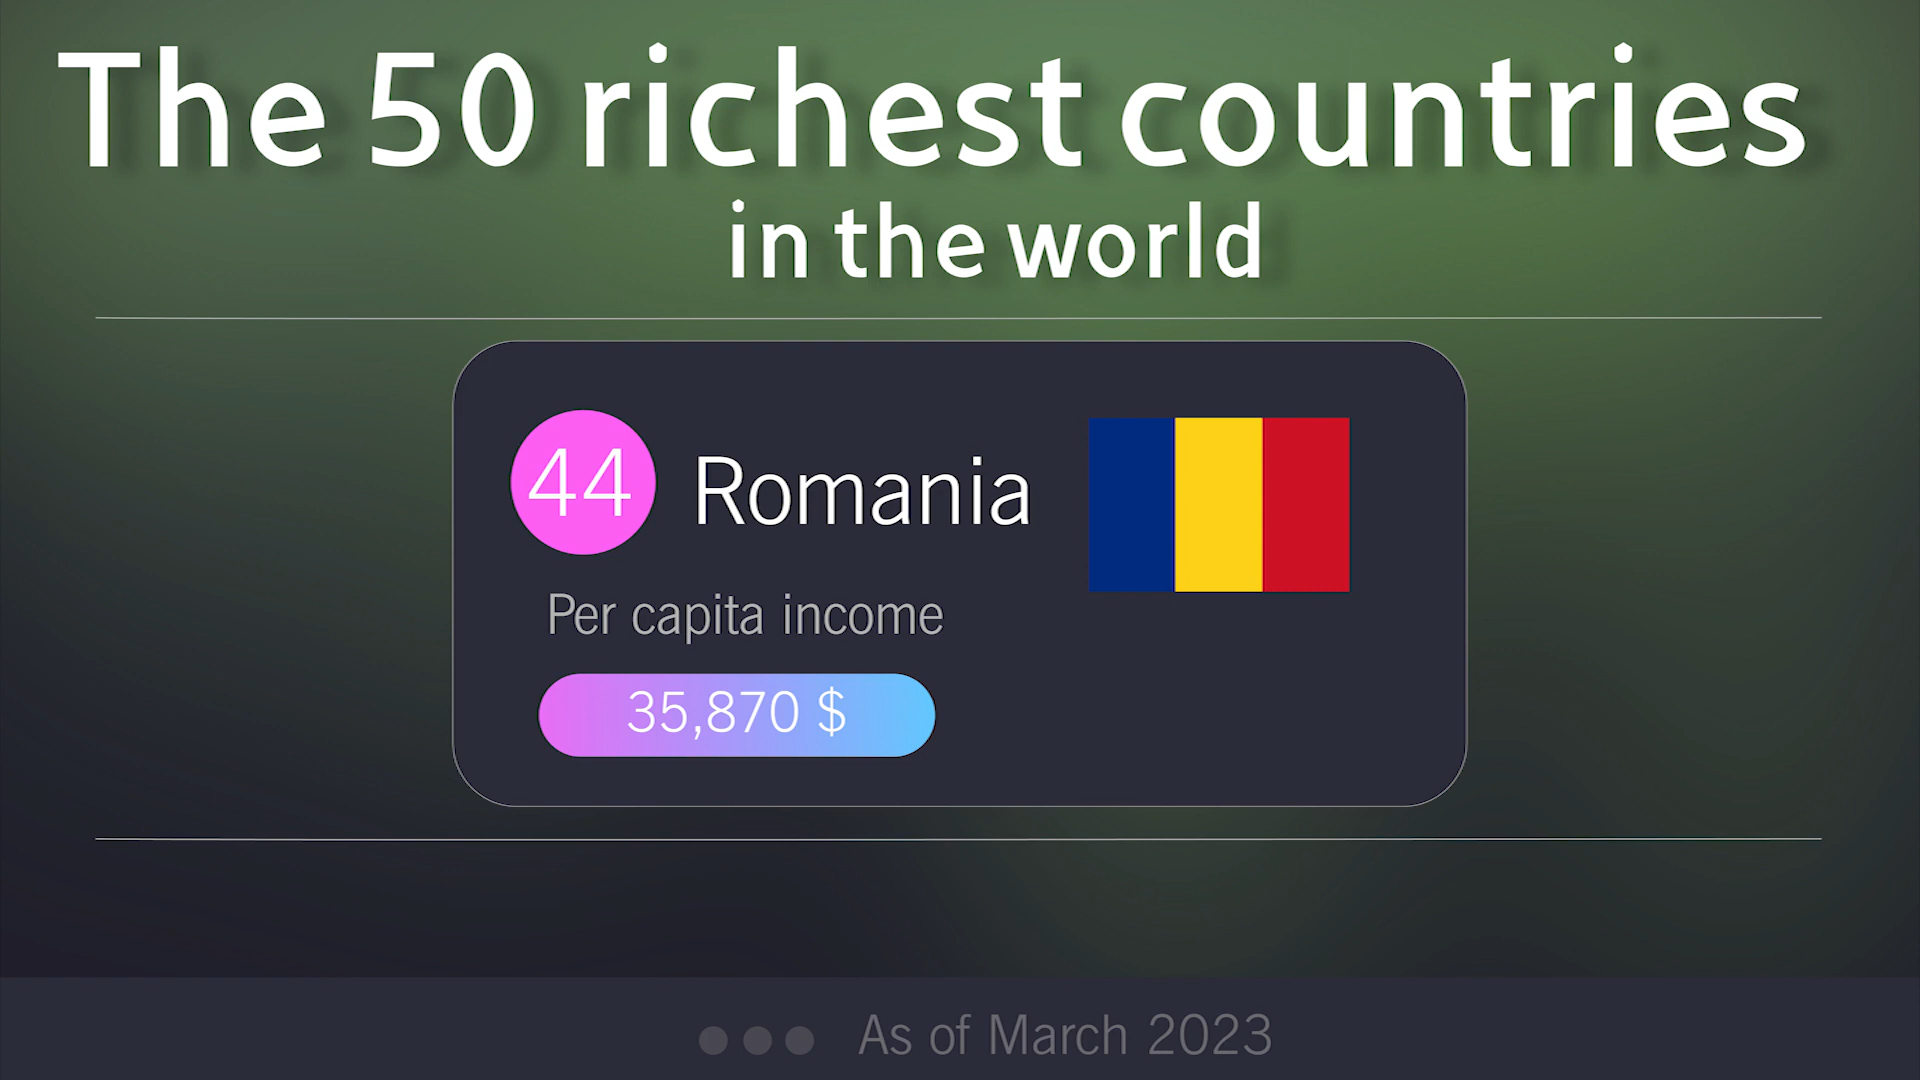 The 50 richest countries
in the world
44 Romania
Per capita income
35,870 $
As of March 2023